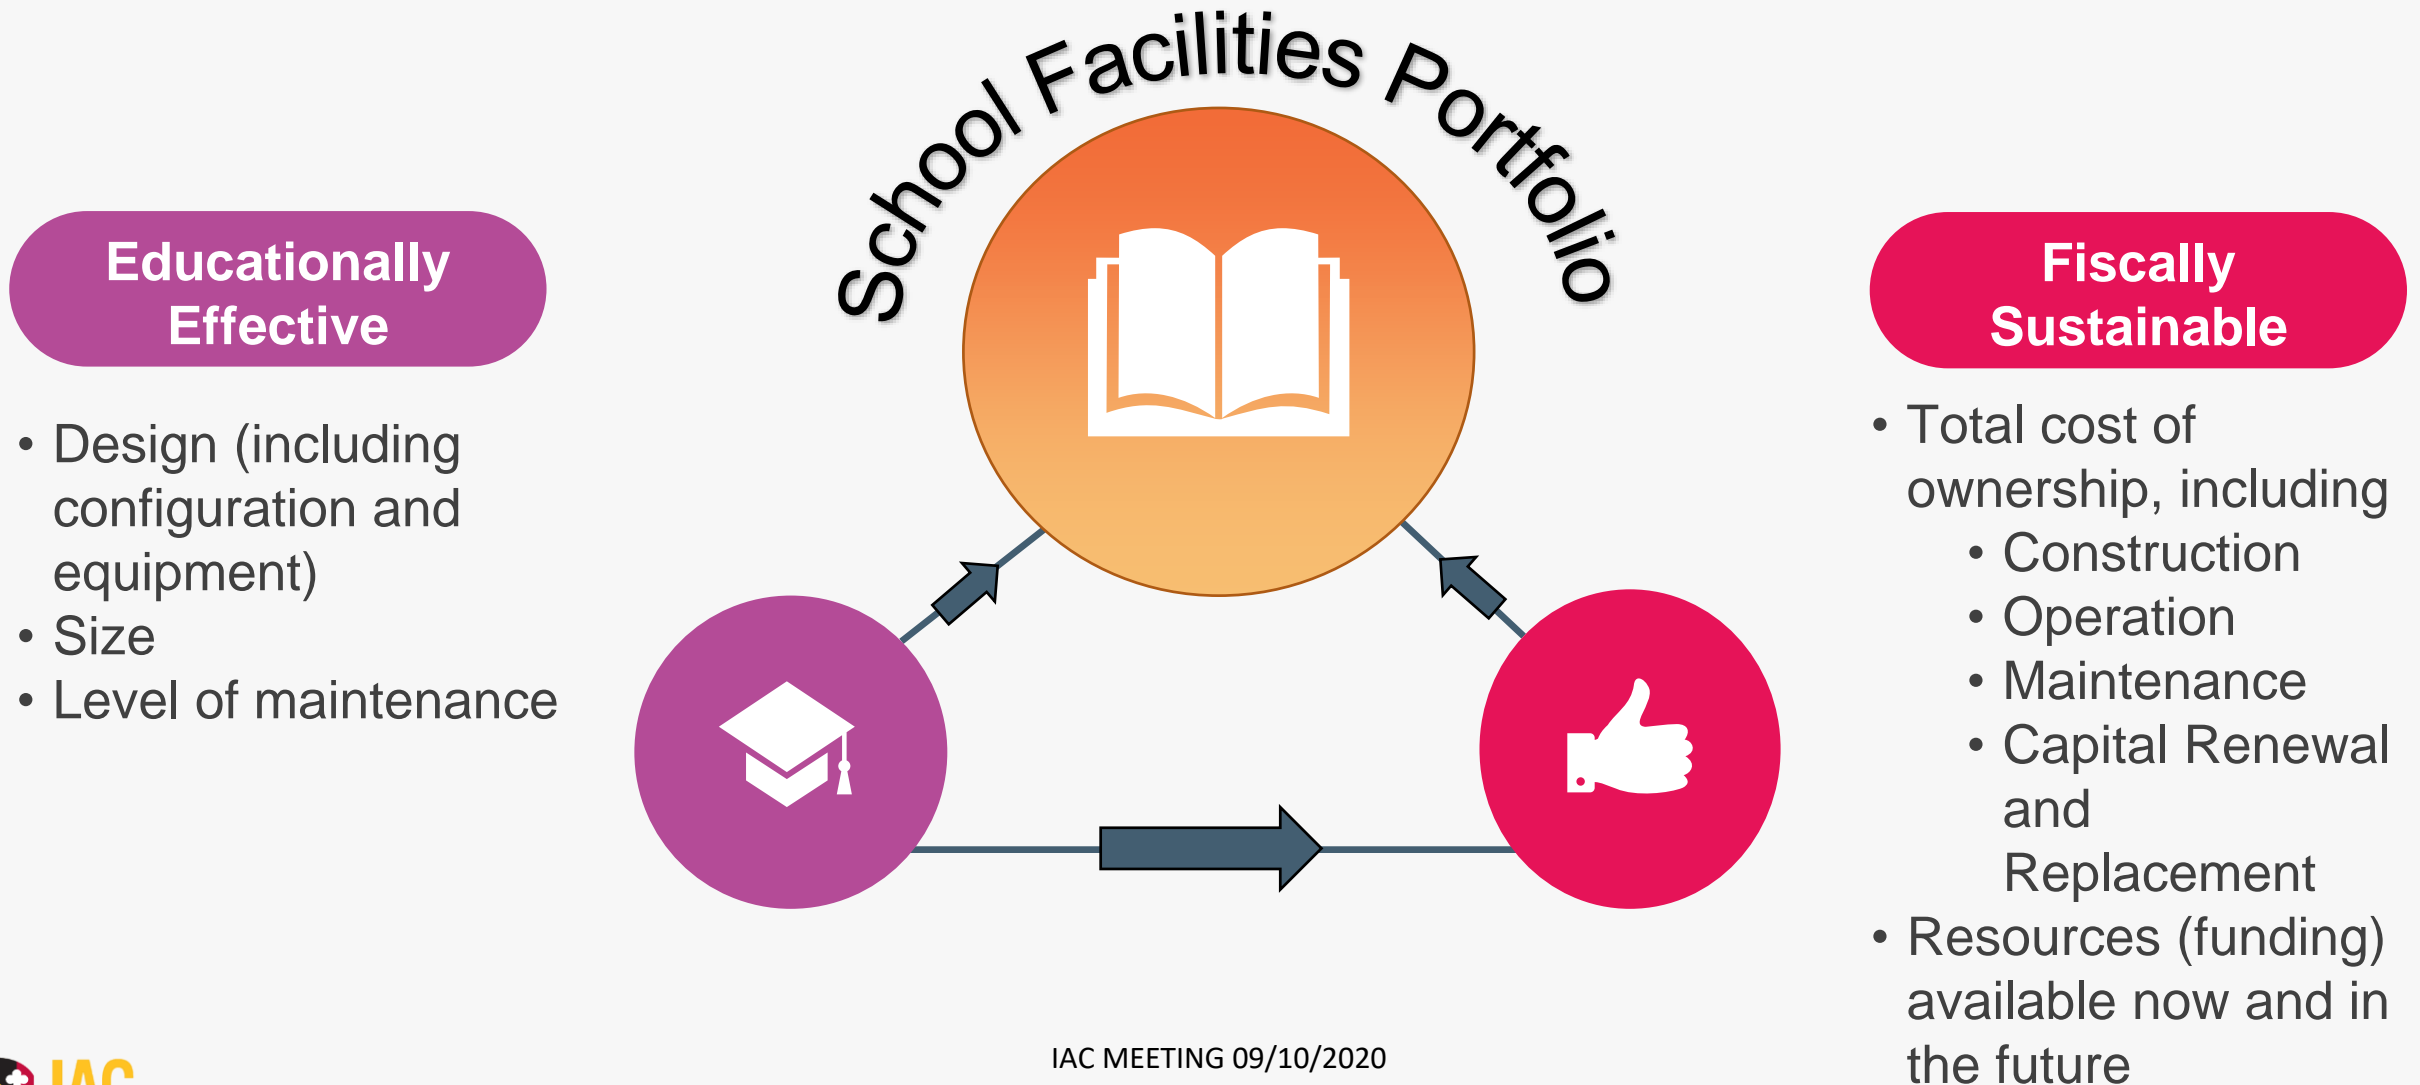 School Facilities Portfolio
Educationally
Effective
• Design (including
configuration and
equipment)
• Size
• Level of maintenance
Fiscally
Sustainable
• Total cost of
ownership, including
• Construction
• Operation
• Maintenance
• Capital Renewal
and
Replacement
• Resources (funding)
available now and in
the future
IAC MEETING 09/10/2020
IAC